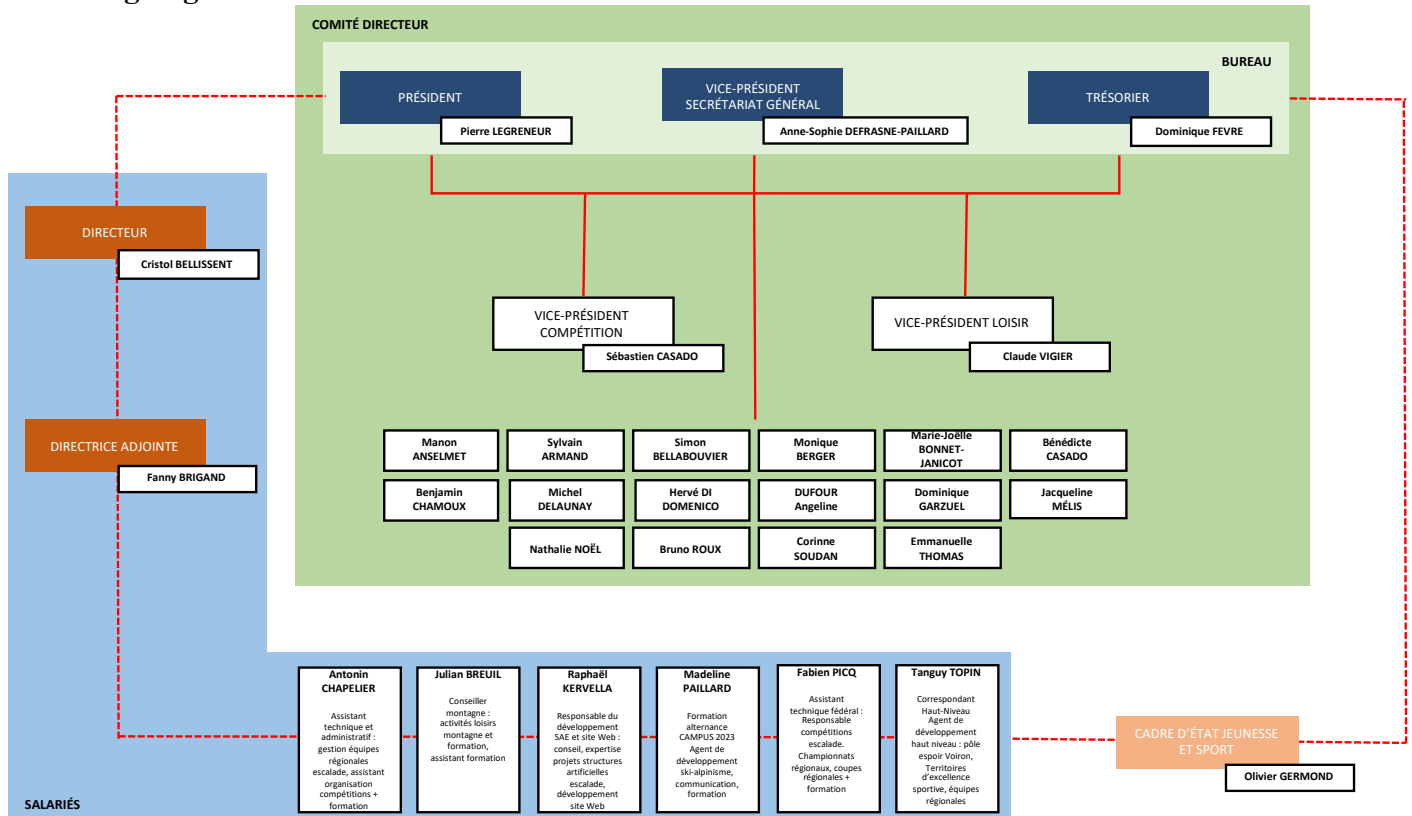 COMITÉ DIRECTEUR
BUREAU
PRÉSIDENT
Pierre LEGRENEUR
VICE-PRÉSIDENT
SECRÉTARIAT GÉNÉRAL
Anne-Sophie DEFRASNE-PAILLARD
TRÉSORIER
Dominique FEVRE
DIRECTEUR
Cristol BELLISSENT
VICE-PRÉSIDENT
COMPÉTITION
Sébastien CASADO
VICE-PRÉSIDENT LOISIR
Claude VIGIER
DIRECTRICE ADJOINTE
Fanny BRIGAND
Manon
ANSELMET
Sylvain
ARMAND
Simon
BELLABOUVIER
Monique
BERGER
Marie-Joëlle
BONNET-
JANICOT
Bénédicte
CASADO
Benjamin
CHAMOUX
Michel
DELAUNAY
Hervé DI
DOMENICO
DUFOUR
Angeline
Dominique
GARZUEL
Jacqueline
MÉLIS
Nathalie NOËL
Bruno ROUX
Corinne
SOUDAN
Emmanuelle
THOMAS
Antonin
CHAPELIER
Assistant
technique et
administratif :
gestion équipes
régionales
escalade, assistant
organisation
compétitions +
formation
Julian BREUIL
Conseiller
montagne :
activités loisirs
montagne et
formation,
assistant formation
Raphaël
KERVELLA
Responsable du
développement
SAE et site Web :
conseil, expertise
projets structures
artificielles
escalade,
développement
site Web
Madeline
PAILLARD
Formation
alternance
CAMPUS 2023
Agent de
développement
ski-alpinisme,
communication,
formation
Fabien PICQ
Assistant
technique fédéral :
Responsable
compétitions
escalade.
Championnats
régionaux, coupes
régionales +
formation
Tanguy TOPIN
Correspondant
Haut-Niveau
Agent de
développement
haut niveau : pôle
espoir Voiron,
Territoires
d'excellence
sportive, équipes
régionales
CADRE D'ÉTAT JEUNESSE
ET SPORT
Olivier GERMOND
SALARIÉS